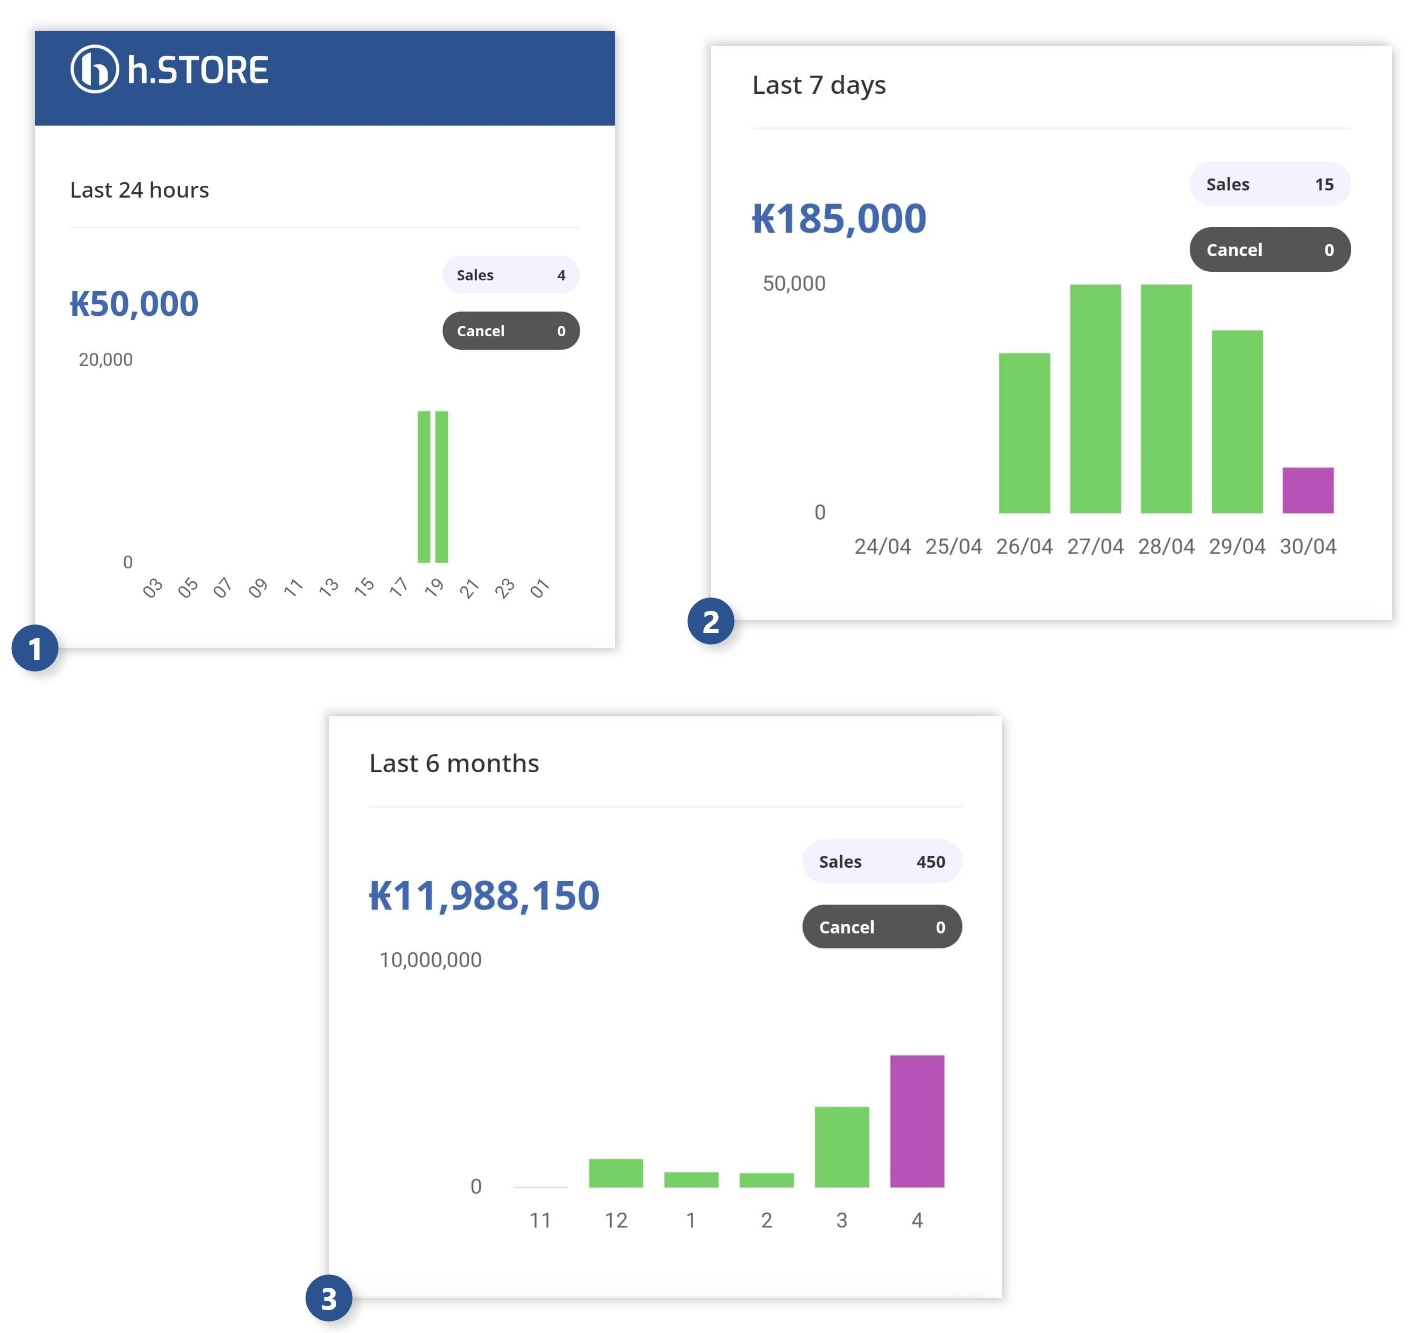 h.STORE
Last 24 hours
Sales 4
₭50,000
Cancel 0
20,000
0
03 05 07 09 11 13 15 17 19 21 23 01
1
Last 7 days
Sales 15
₭185,000
Cancel 0
50,000
0
24/04 25/04 26/04 27/04 28/04 29/04 30/04
2
Last 6 months
Sales 450
₭11,988,150
Cancel 0
10,000,000
0
11 12 1 2 3 4
3